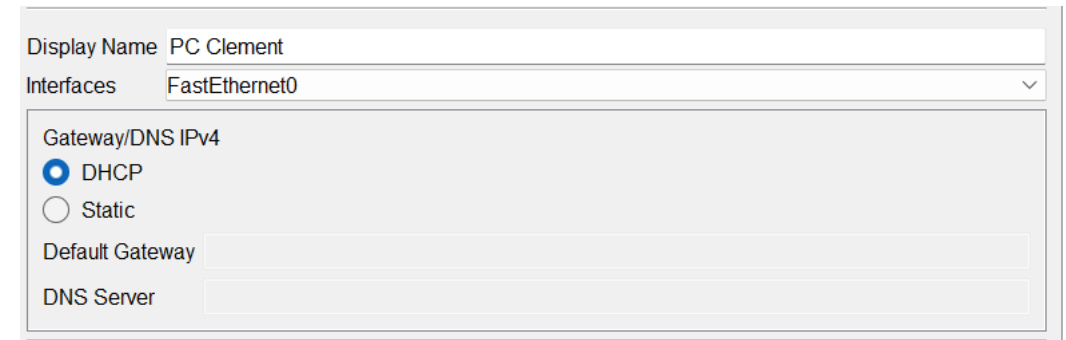 Display Name PC Clement
Interfaces FastEthernet0
Gateway/DNS IPv4
DHCP
Static
Default Gateway
DNS Server